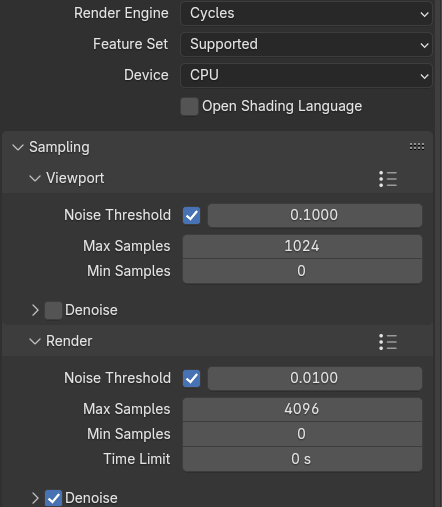 Render Engine Cycles
Feature Set Supported
Device CPU
Open Shading Language
Sampling
Viewport
Noise Threshold 0.1000
Max Samples 1024
Min Samples 0
Denoise
Render
Noise Threshold 0.0100
Max Samples 4096
Min Samples 0
Time Limit 0 s
Denoise